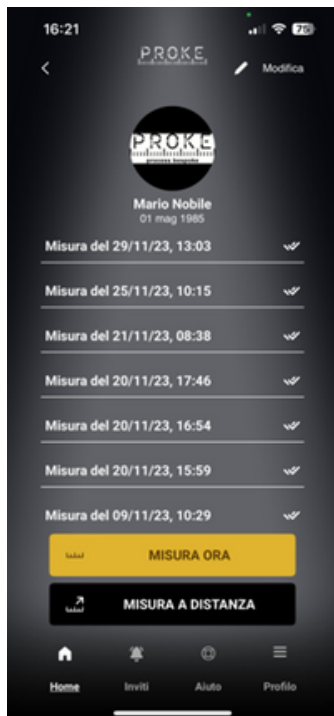 16:21
75
PROKE
Modifica
PROKE
process bespoke
Mario Nobile
01 mag 1985
Misura del 29/11/23, 13:03
Misura del 25/11/23, 10:15
Misura del 21/11/23, 08:38
Misura del 20/11/23, 17:46
Misura del 20/11/23, 16:54
Misura del 20/11/23, 15:59
Misura del 09/11/23, 10:29
MISURA ORA
MISURA A DISTANZA
Home Inviti Aiuto Profilo